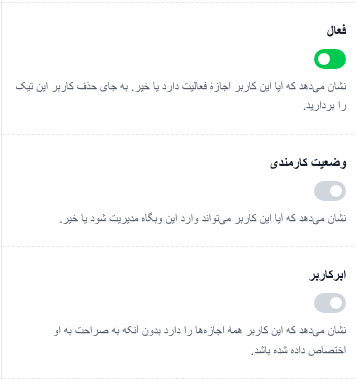 فعال
نشان می‌دهد که آیا این کاربر اجازهٔ فعالیت دارد یا خیر. به جای حذف کاربر این تیک
را بردارید.
وضعیت کارمندی
نشان می‌دهد که آیا این کاربر می‌تواند وارد این وبگاه مدیریت شود یا خیر.
ابرکاربر
نشان می‌دهد که این کاربر همهٔ اجازه‌ها را دارد بدون آنکه به صراحت به او
اختصاص داده شده باشد.